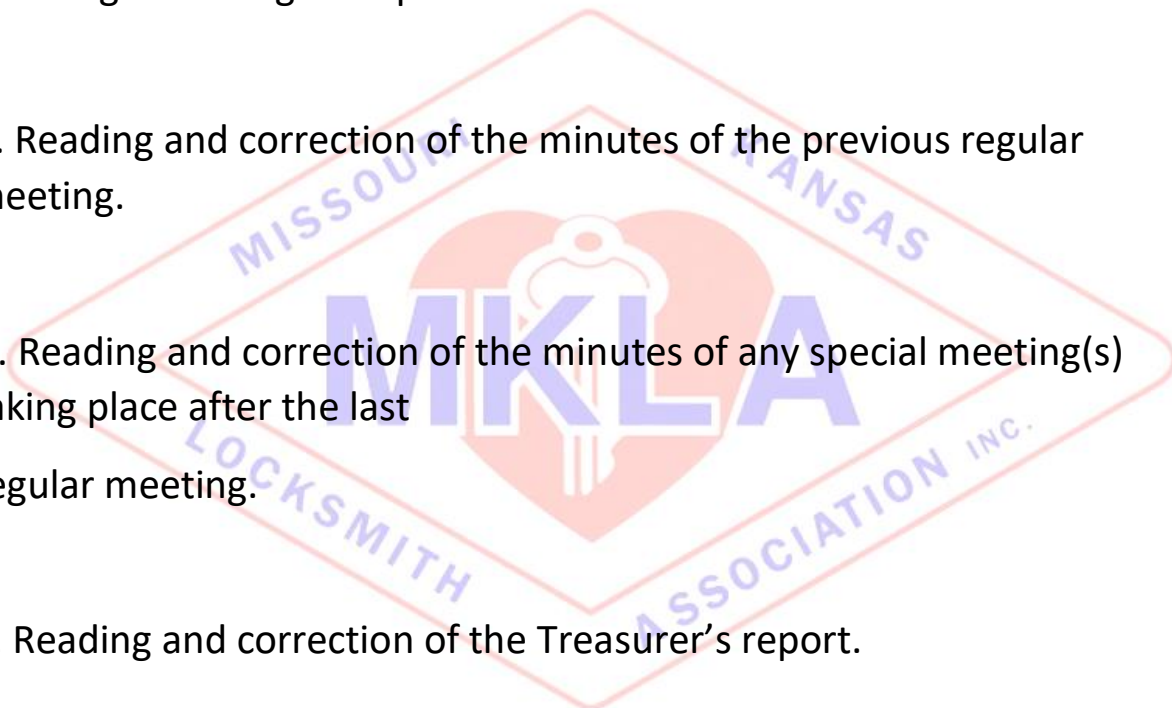 . Reading and correction of the minutes of the previous regular
eeting.
. Reading and correction of the minutes of any special meeting(s)
aking place after the last
egular meeting.
Reading and correction of the Treasurer’s report.
MISSOURI KANSAS
MKLA
LOCKSMITH ASSOCIATION INC.